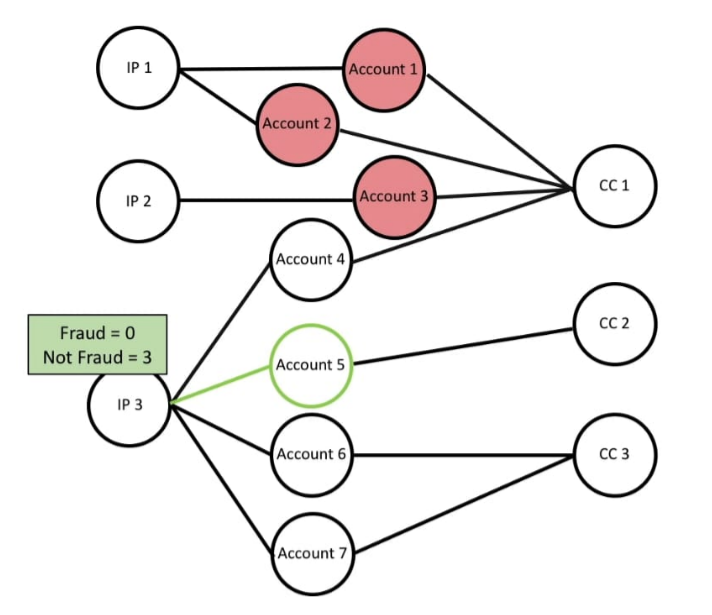 IP 1
Account 1
Account 2
IP 2
Account 3
CC 1
Account 4
Fraud = 0
Not Fraud = 3
Account 5
CC 2
IP 3
Account 6
CC 3
Account 7